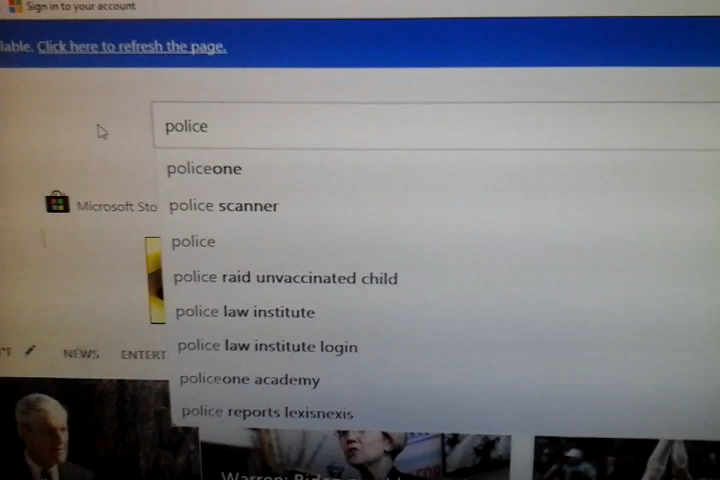 Sign in to your account
lable. Click here to refresh the page.
police
policeone
police scanner
Microsoft Sto
police
police raid unvaccinated child
police law institute
police law institute login
NEWS ENTERT
policeone academy
police reports lexisnexis
Warren: